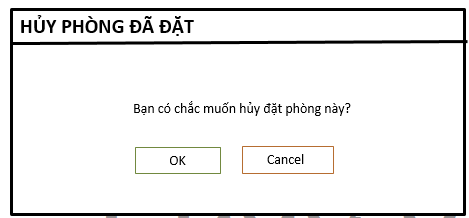 HỦY PHÒNG ĐÃ ĐẶT
Bạn có chắc muốn hủy đặt phòng này?
OK
Cancel